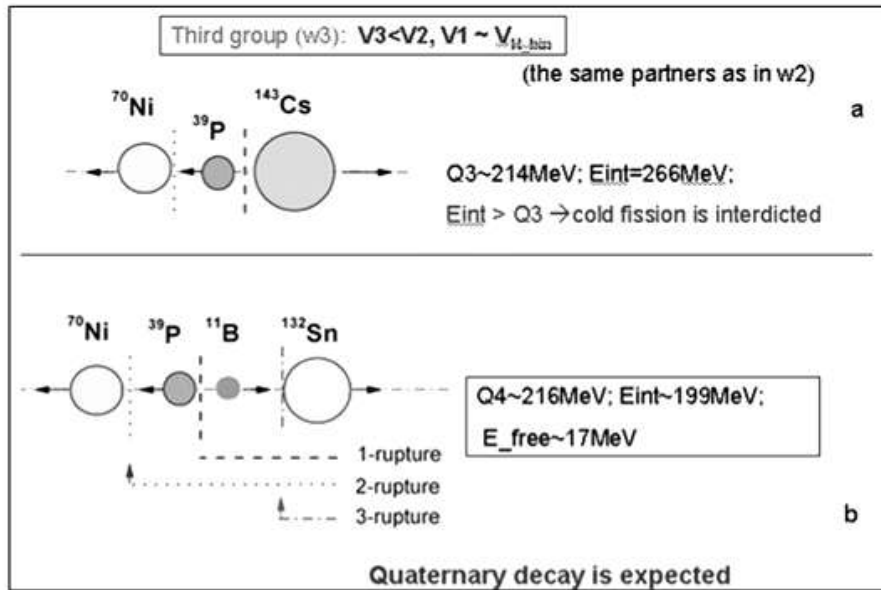 Third group (w3): V3<V2, V1 ~ V_lt_bin
(the same partners as in w2)
⁷⁰Ni ³⁹P ¹⁴³Cs
a
Q3~214MeV; Eint=266MeV;
Eint > Q3 →cold fission is interdicted
⁷⁰Ni ³⁹P ¹¹B ¹³²Sn
Q4~216MeV; Eint~199MeV;
E_free~17MeV
1-rupture
2-rupture
3-rupture
b
Quaternary decay is expected